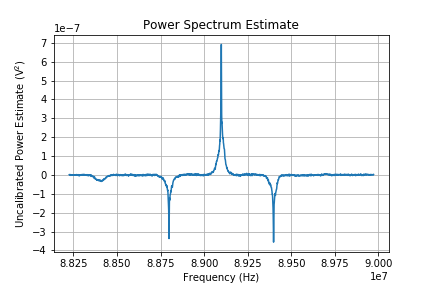 Power Spectrum Estimate
1e−7
7
6
5
4
3
2
1
0
−1
−2
−3
−4
Uncalibrated Power Estimate (V²)
8.825 8.850 8.875 8.900 8.925 8.950 8.975 9.000
1e7
Frequency (Hz)